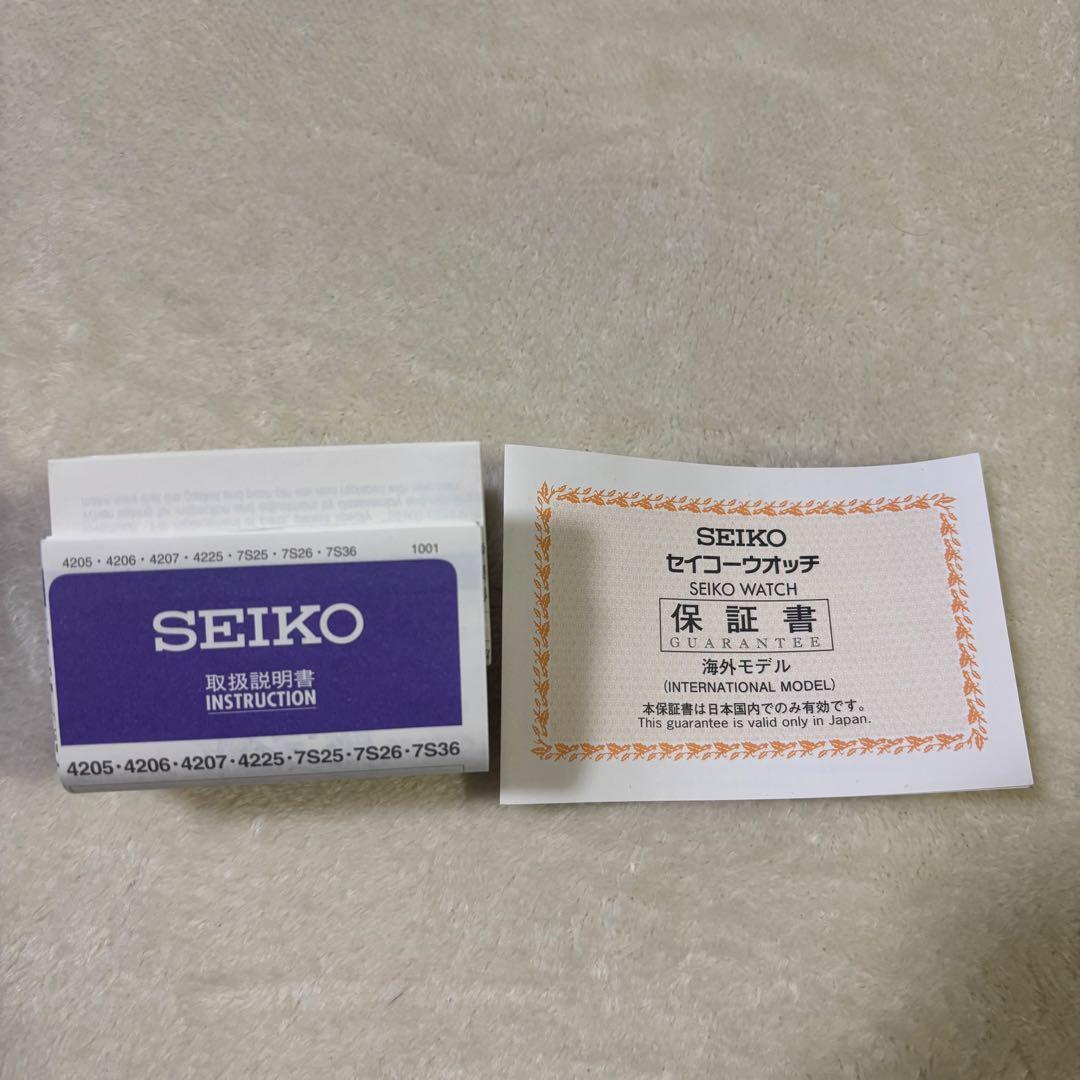 4205・4206・4207・4225・7S25・7S26・7S36 1001
SEIKO
取扱説明書
INSTRUCTION
4205・4206・4207・4225・7S25・7S26・7S36
SEIKO
セイコーウオッチ
SEIKO WATCH
保証書
GUARANTEE
海外モデル
(INTERNATIONAL MODEL)
本保証書は日本国内でのみ有効です。
This guarantee is valid only in Japan.